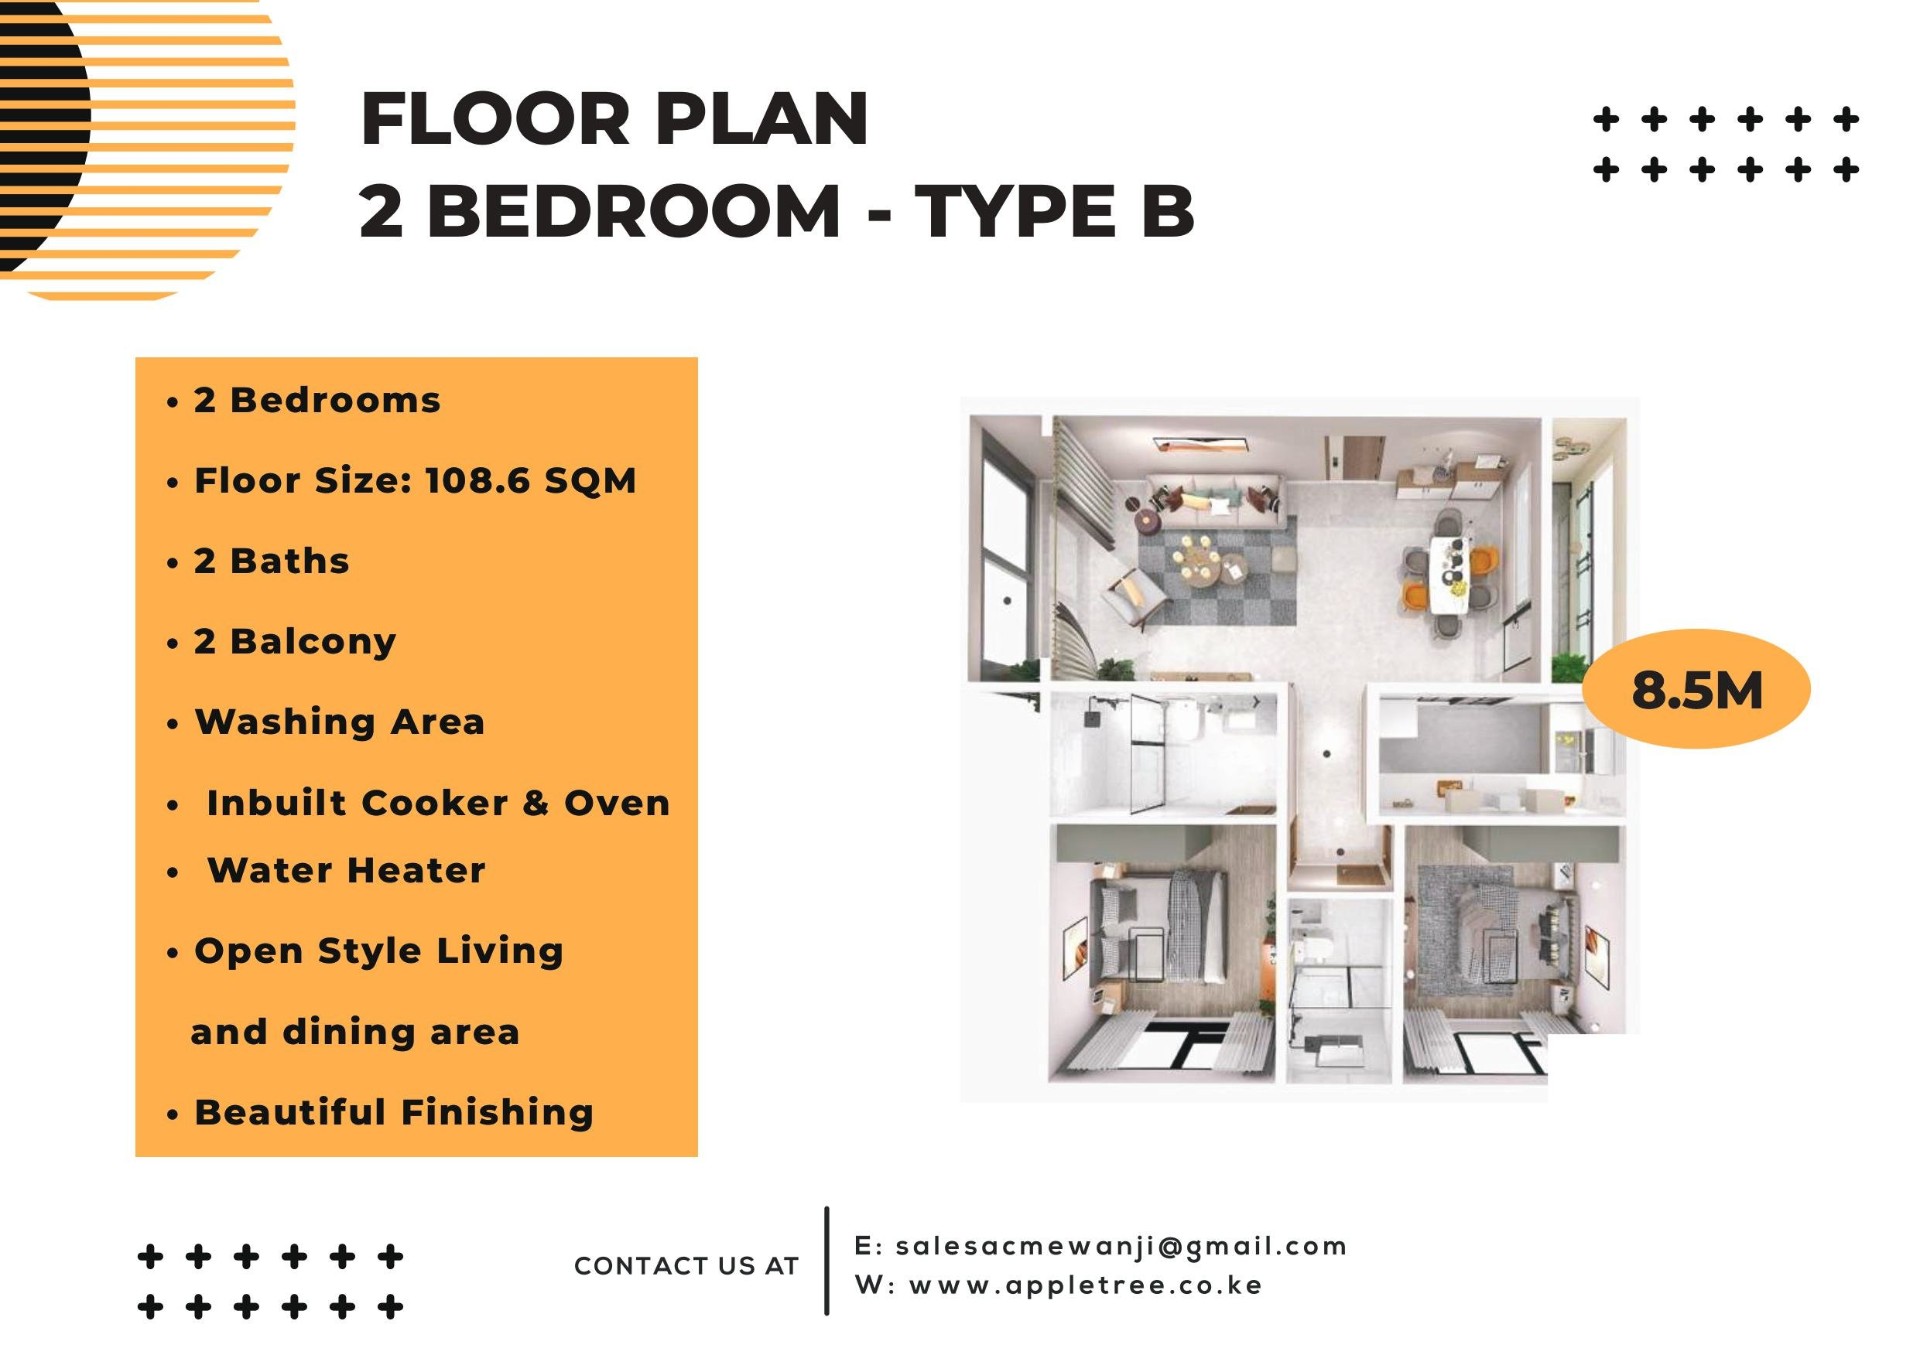 FLOOR PLAN
2 BEDROOM - TYPE B
• 2 Bedrooms
• Floor Size: 108.6 SQM
• 2 Baths
• 2 Balcony
• Washing Area
• Inbuilt Cooker & Oven
• Water Heater
• Open Style Living
and dining area
• Beautiful Finishing
8.5M
CONTACT US AT
E: salesacmewanji@gmail.com
W: www.appletree.co.ke